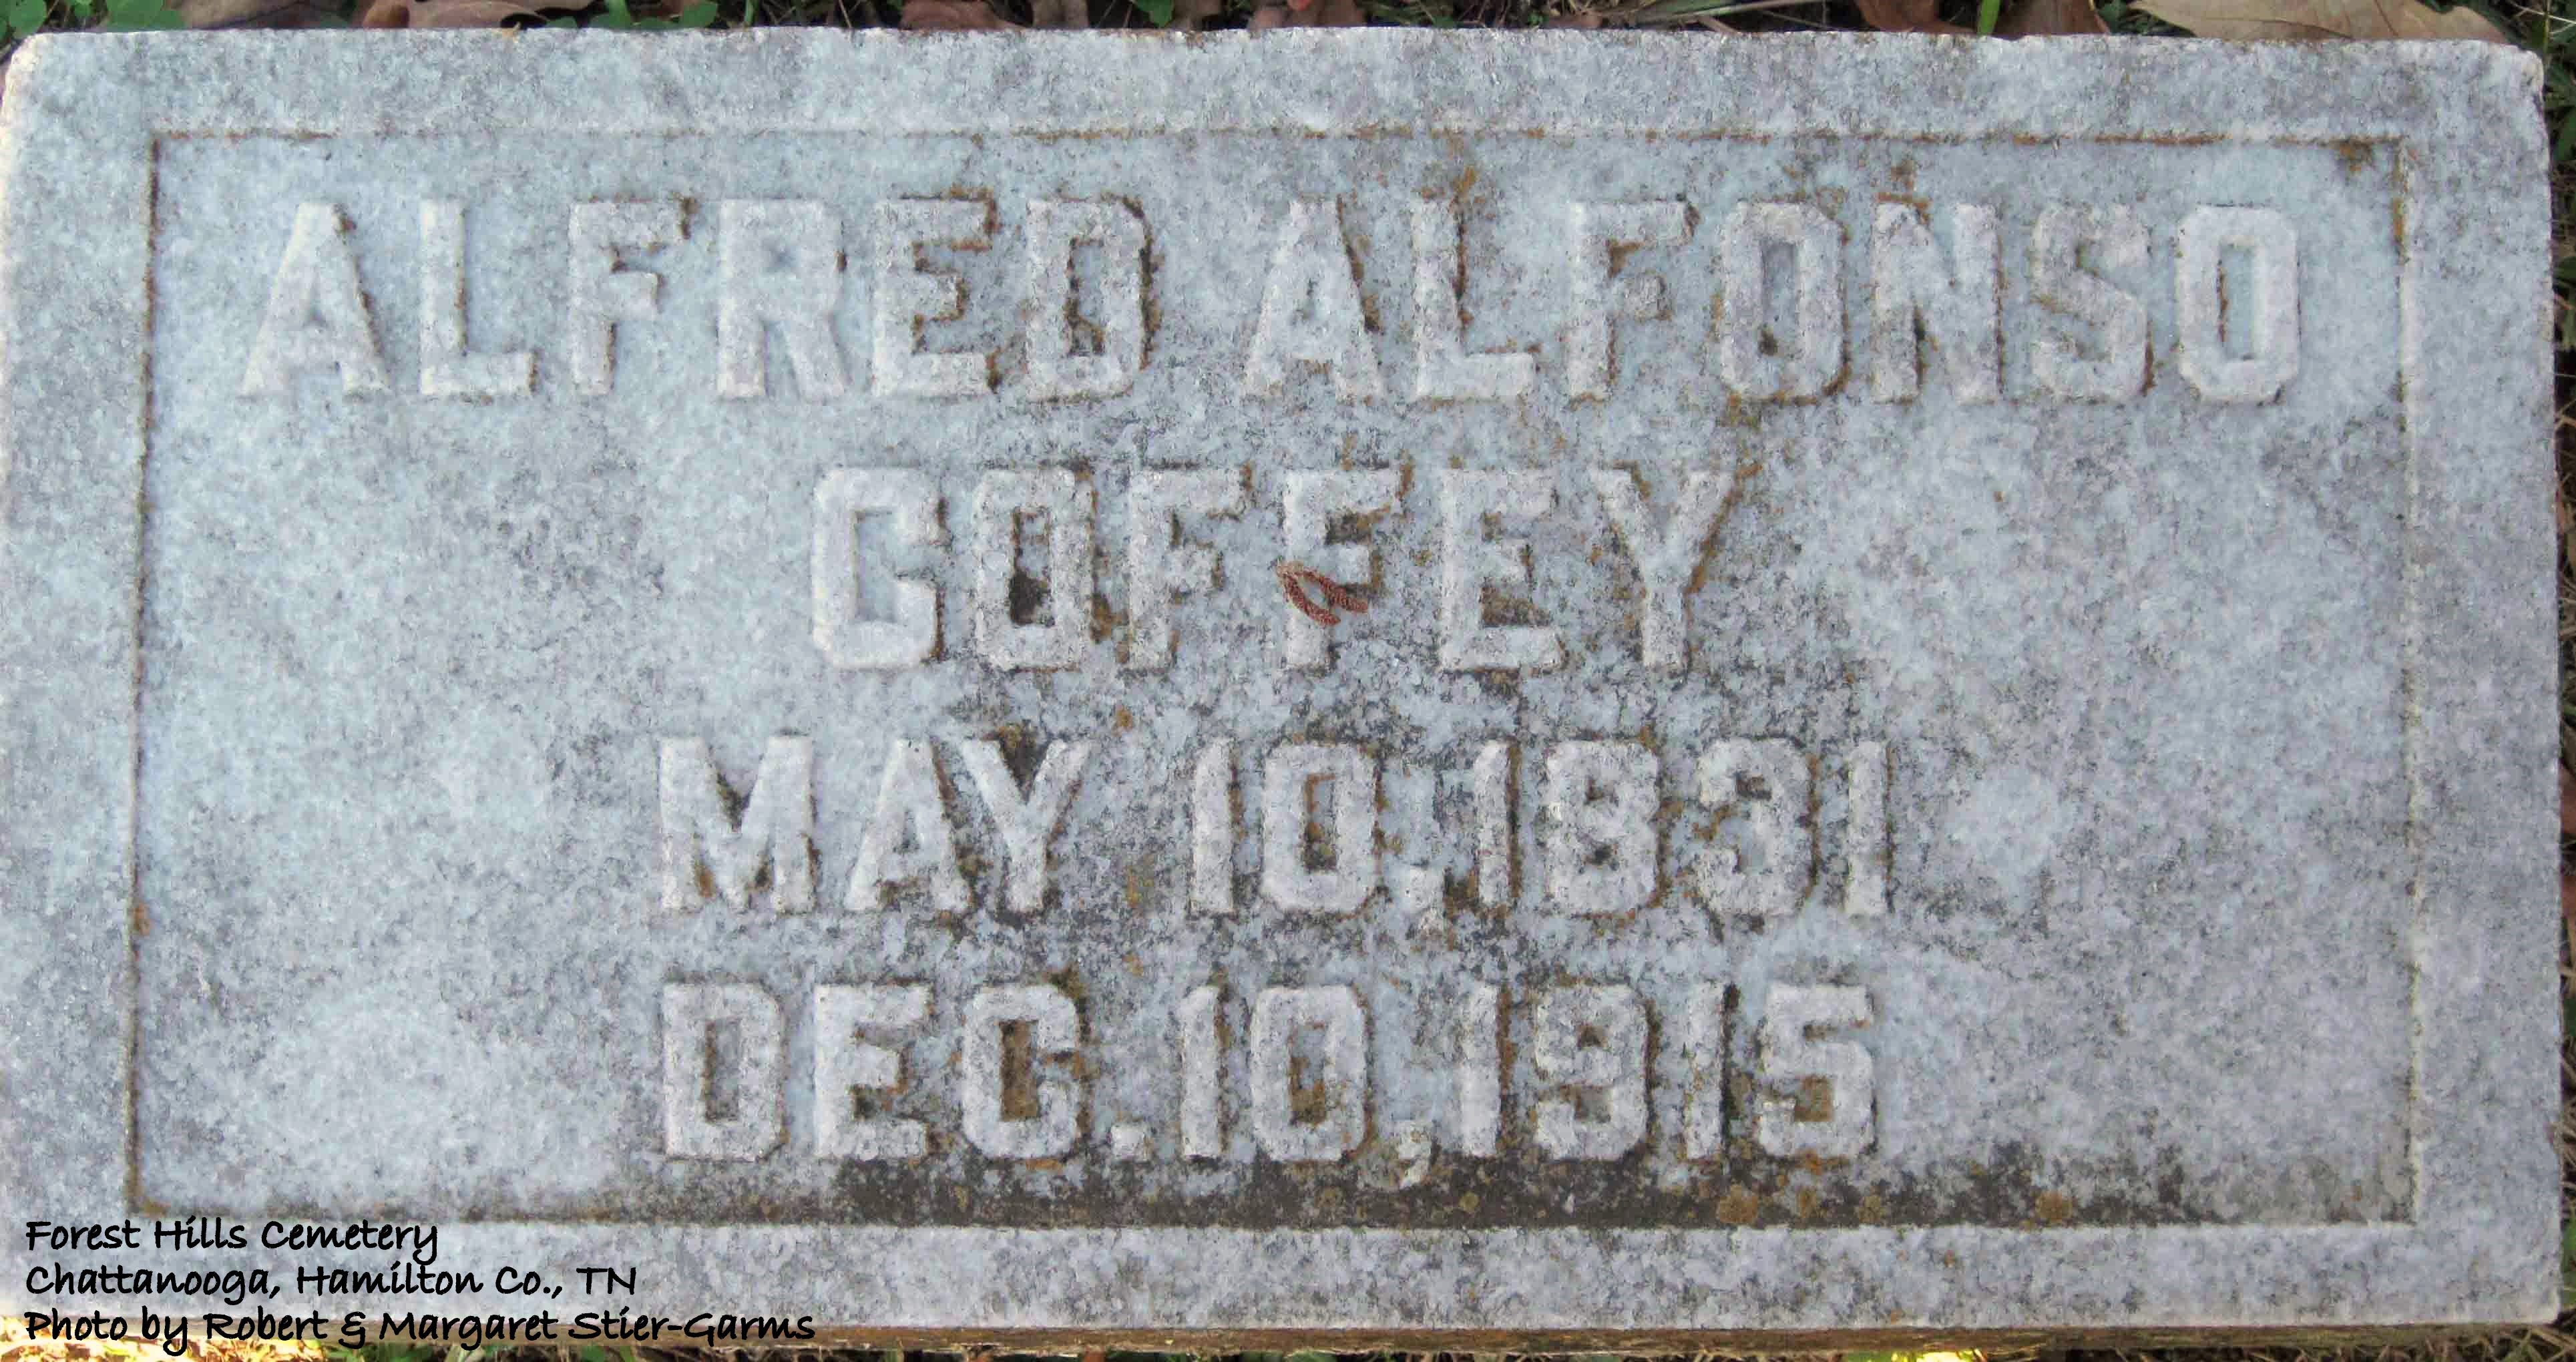 ALFRED ALFONSO
COFFEY
MAY 10, 1831
DEC. 10, 1915
Forest Hills Cemetery
Chattanooga, Hamilton Co., TN
Photo by Robert & Margaret Stier-Garms